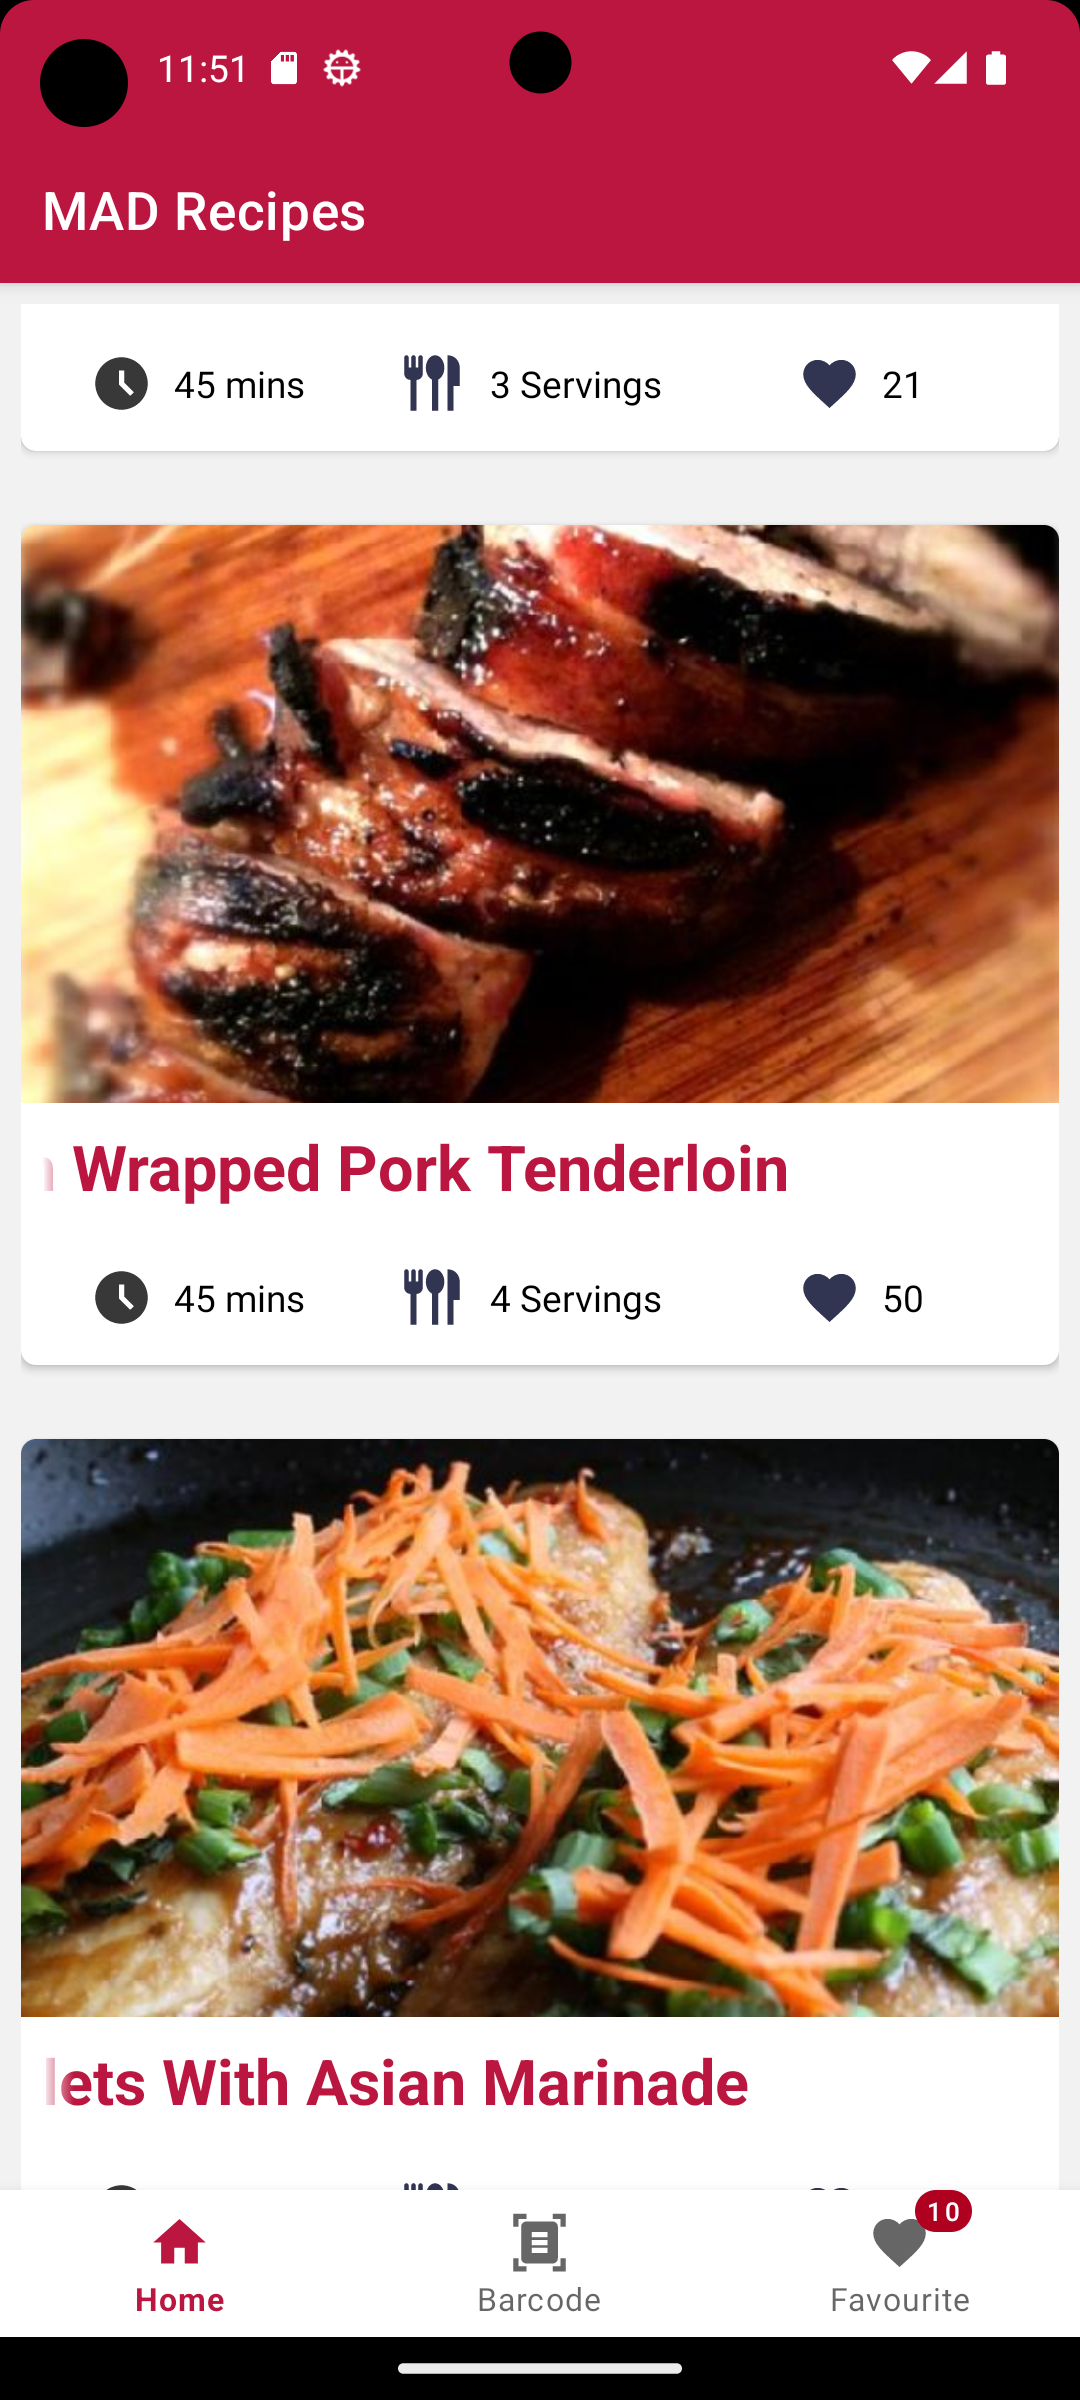 11:51
MAD Recipes
45 mins 3 Servings 21
Wrapped Pork Tenderloin
45 mins 4 Servings 50
lets With Asian Marinade
10
Home Barcode Favourite